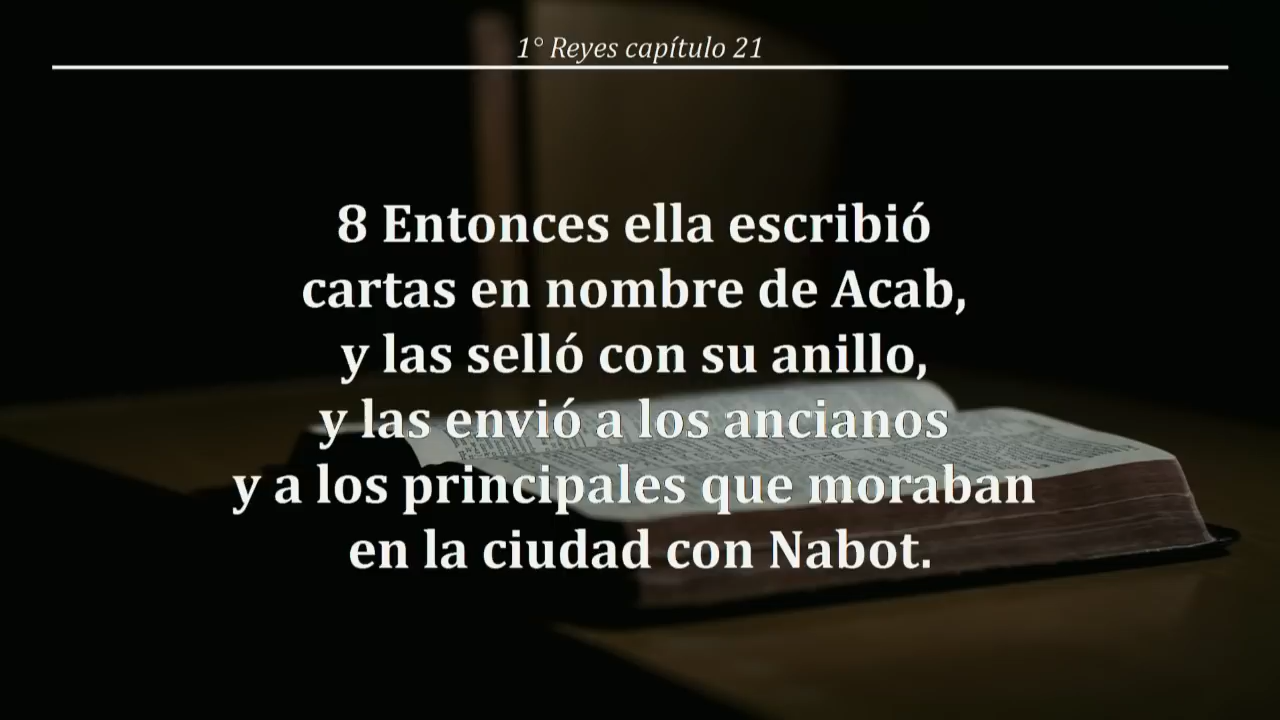 1° Reyes capítulo 21
8 Entonces ella escribió
cartas en nombre de Acab,
y las selló con su anillo,
y las envió a los ancianos
y a los principales que moraban
en la ciudad con Nabot.